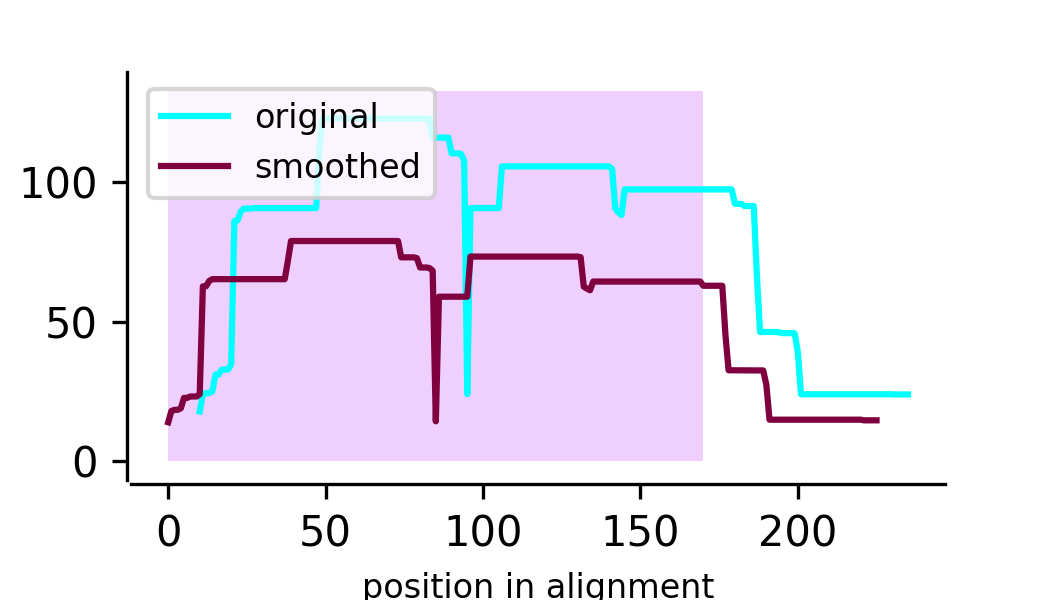 original
smoothed
100
50
0
0 50 100 150 200
position in alignment